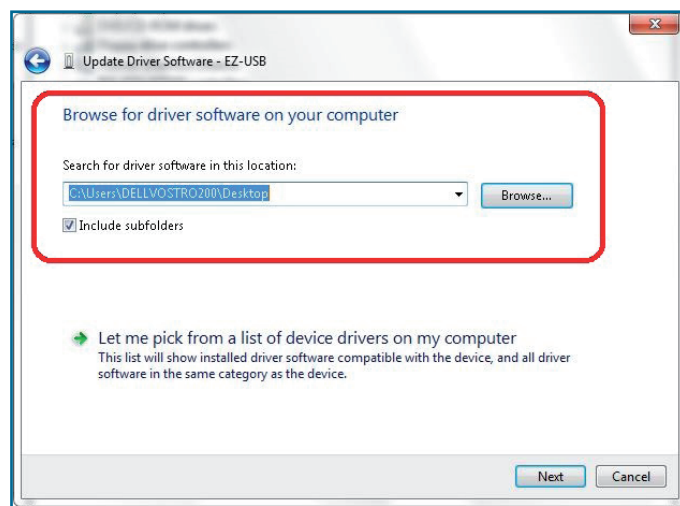 Update Driver Software - EZ-USB
Browse for driver software on your computer
Search for driver software in this location:
C:\Users\DELLVOSTRO200\Desktop
Browse...
Include subfolders
Let me pick from a list of device drivers on my computer
This list will show installed driver software compatible with the device, and all driver
software in the same category as the device.
Next
Cancel